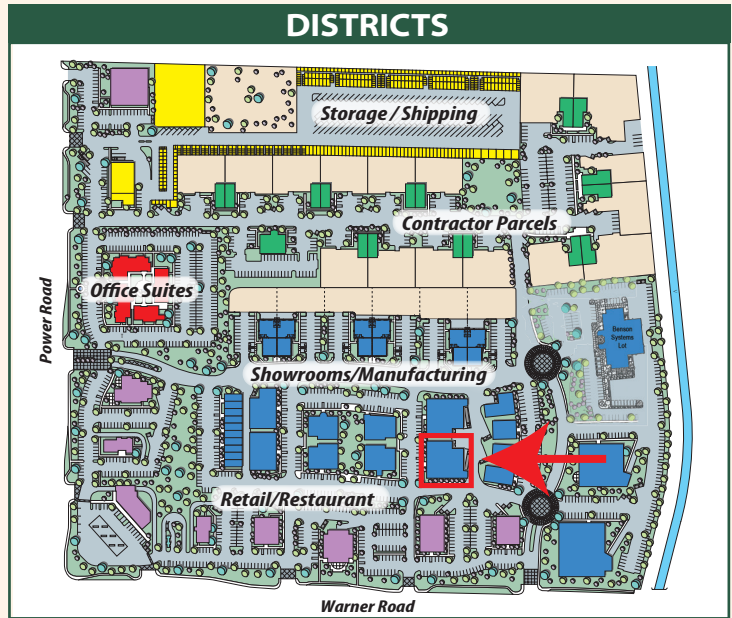 DISTRICTS
Storage / Shipping
Contractor Parcels
Office Suites
Power Road
Benson
Systems
Lot
Showrooms/Manufacturing
Retail/Restaurant
Warner Road